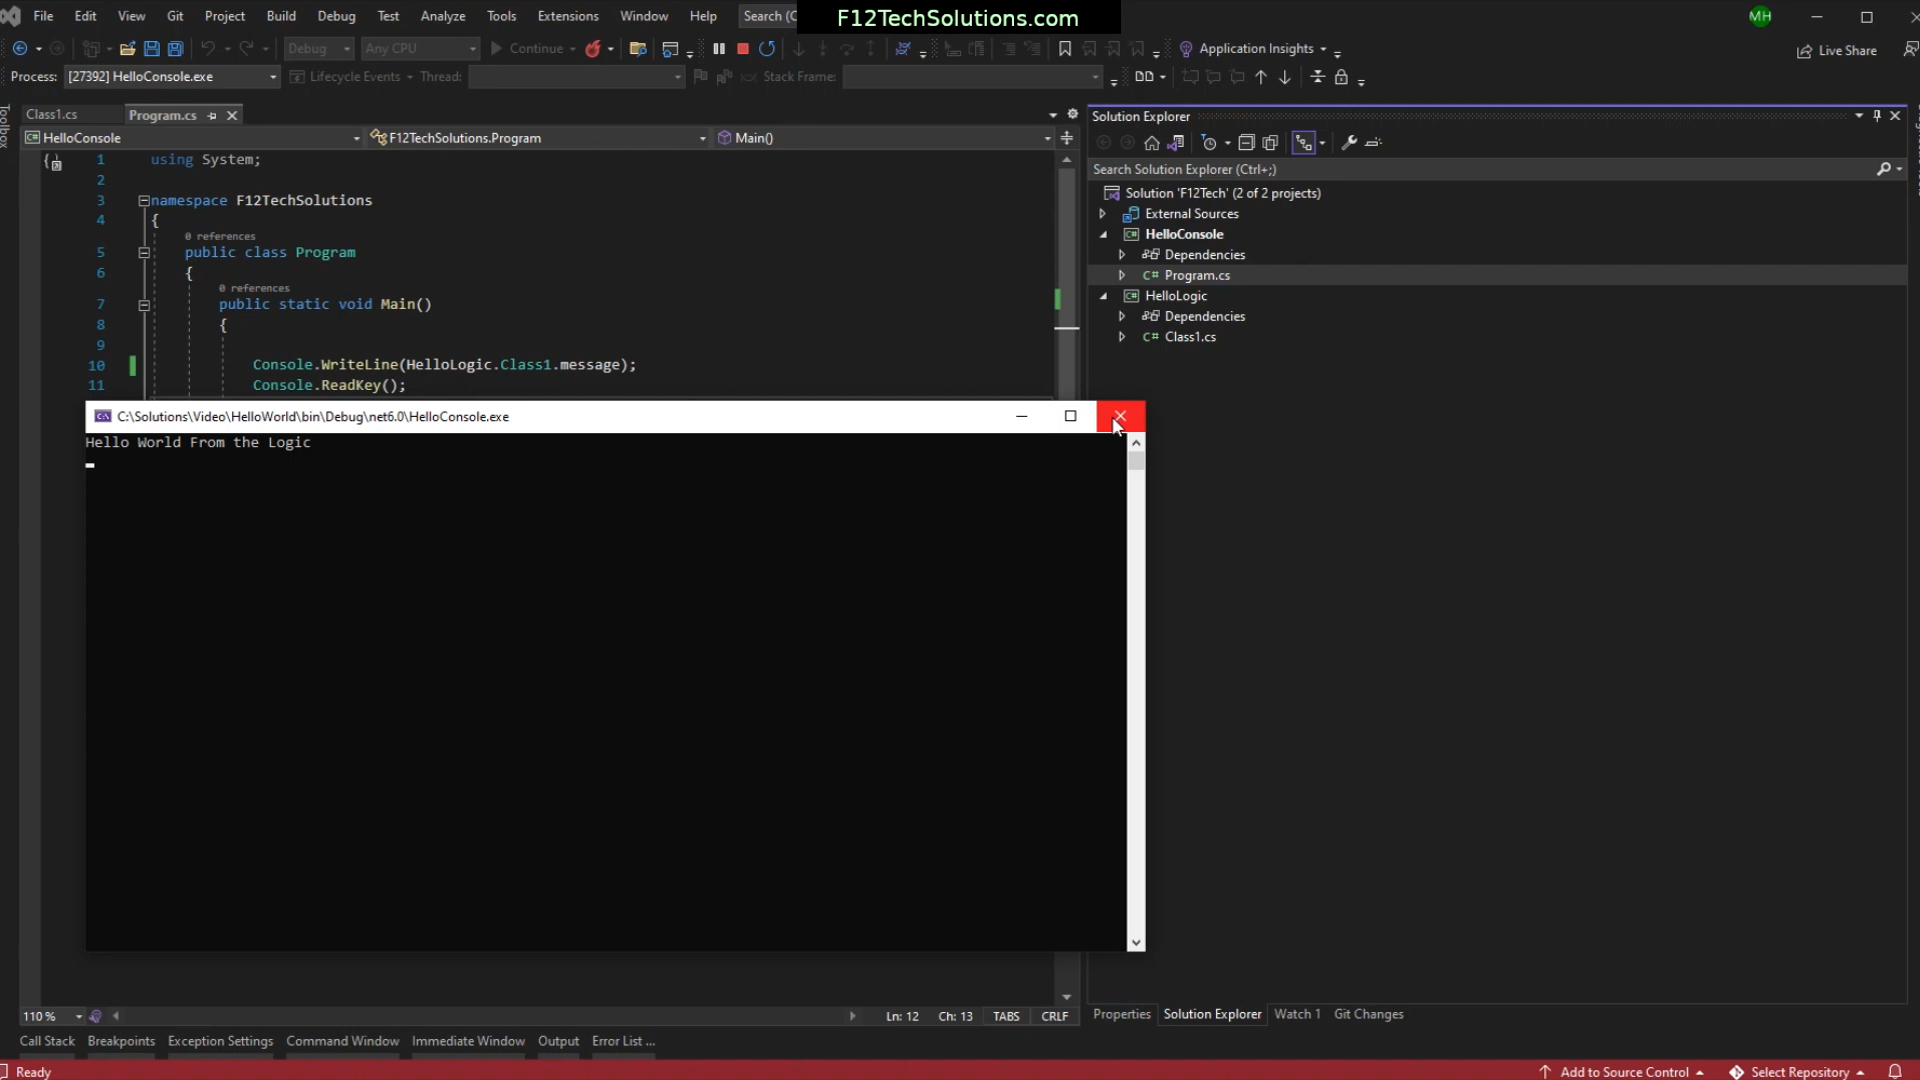 File Edit View Git Project Build Debug Test Analyze Tools Extensions Window Help Search (C
F12TechSolutions.com
MH
Debug Any CPU Continue Application Insights Live Share
Process: [27392] HelloConsole.exe Lifecycle Events Thread: Stack Frame:
Toolbox
Class1.cs Program.cs
HelloConsole F12TechSolutions.Program Main()
1 using System;
2
3 namespace F12TechSolutions
4 {
0 references
5 public class Program
6 {
0 references
7 public static void Main()
8 {
9
10 Console.WriteLine(HelloLogic.Class1.message);
11 Console.ReadKey();
C:\Solutions\Video\HelloWorld\bin\Debug\net6.0\HelloConsole.exe
Hello World From the Logic
Solution Explorer
Search Solution Explorer (Ctrl+;)
Solution 'F12Tech' (2 of 2 projects)
External Sources
C# HelloConsole
Dependencies
C# Program.cs
C# HelloLogic
Dependencies
C# Class1.cs
110 % Ln: 12 Ch: 13 TABS CRLF
Properties Solution Explorer Watch 1 Git Changes
Call Stack Breakpoints Exception Settings Command Window Immediate Window Output Error List ...
Ready Add to Source Control Select Repository